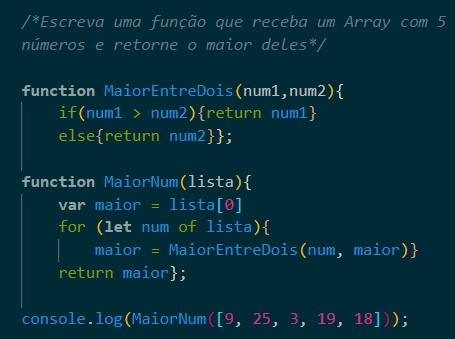 /*Escreva uma função que receba um Array com 5
números e retorne o maior deles*/
function MaiorEntreDois(num1,num2){
if(num1 > num2){return num1}
else{return num2}};
function MaiorNum(lista){
var maior = lista[0]
for (let num of lista){
maior = MaiorEntreDois(num, maior)}
return maior};
console.log(MaiorNum([9, 25, 3, 19, 18]));